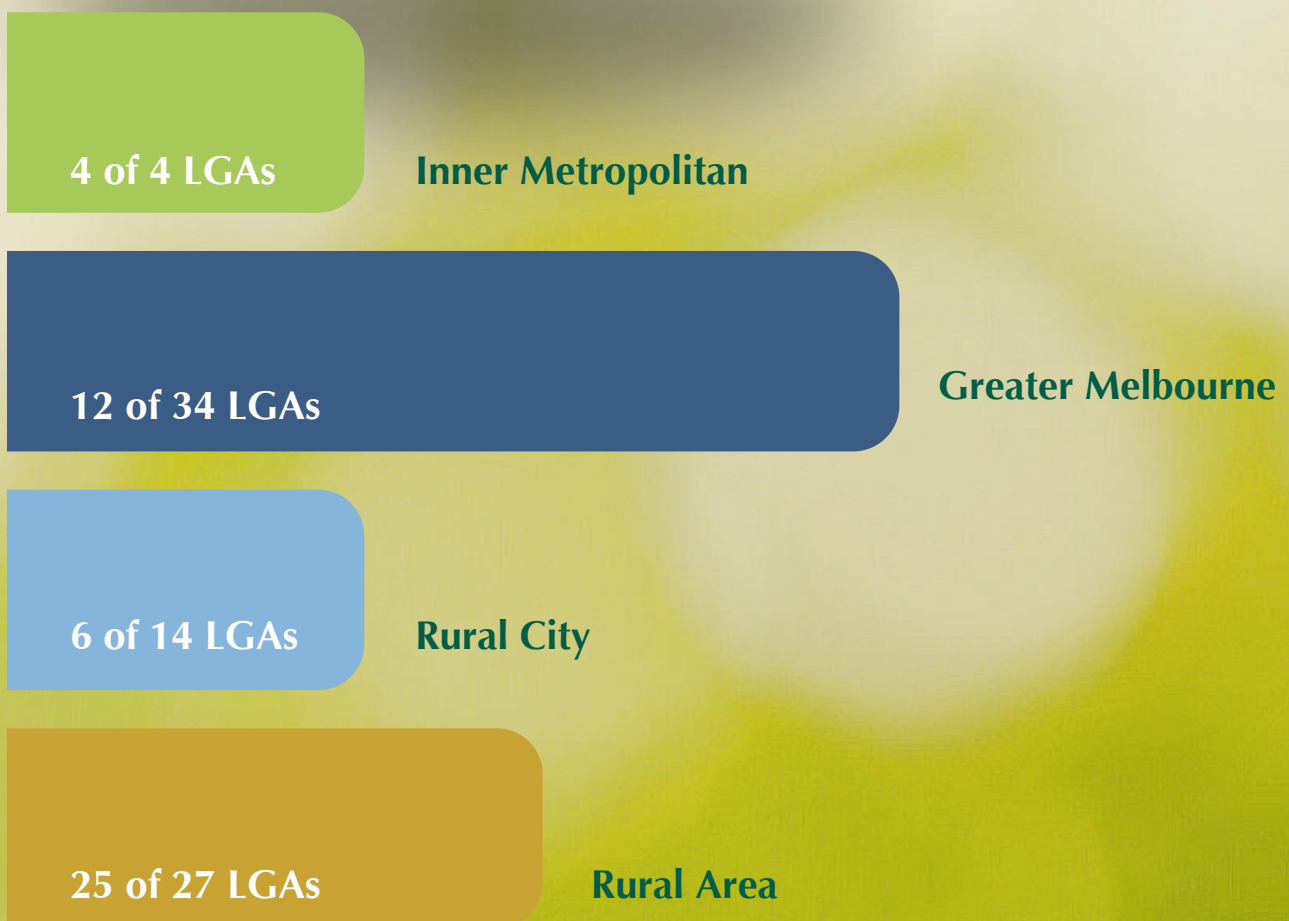 4 of 4 LGAs Inner Metropolitan
12 of 34 LGAs Greater Melbourne
6 of 14 LGAs Rural City
25 of 27 LGAs Rural Area